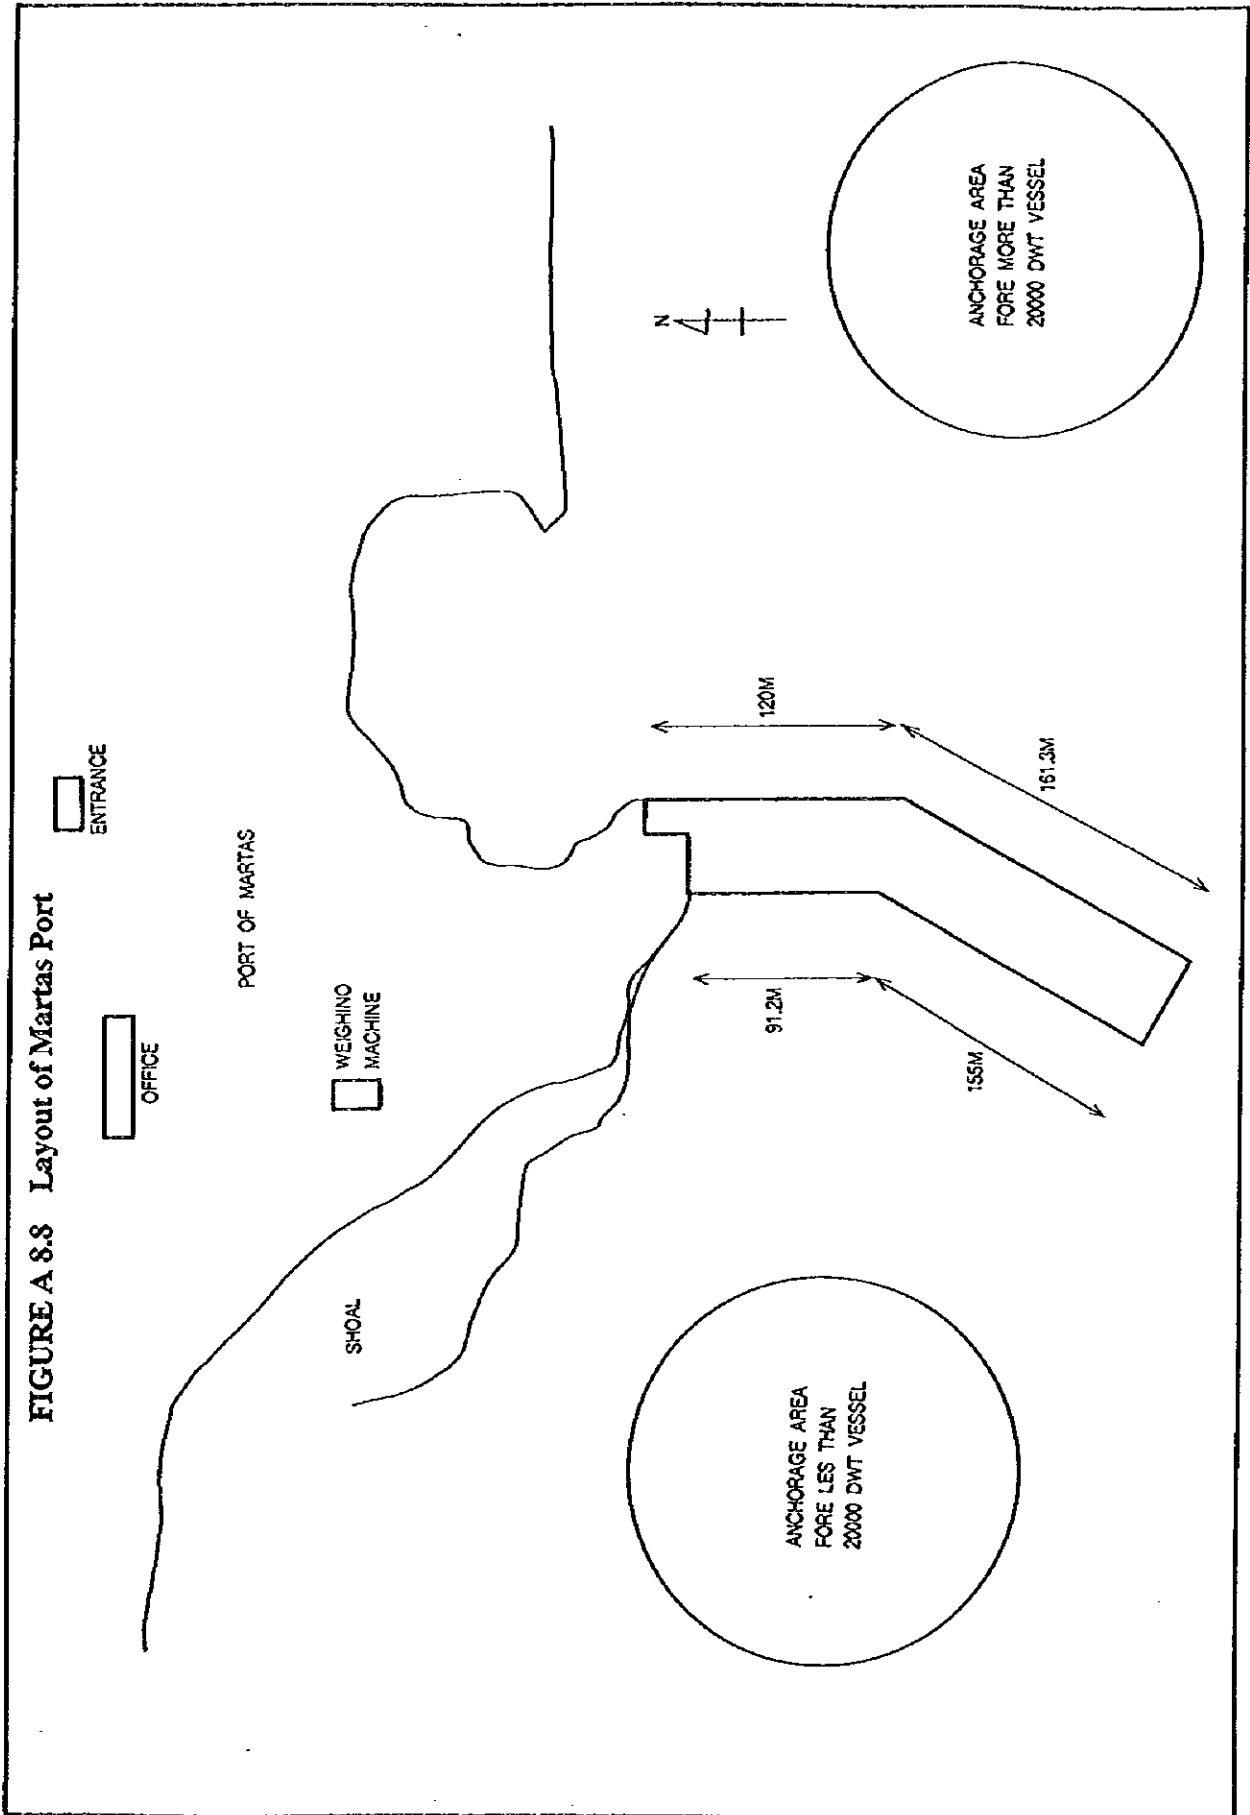 FIGURE A 8.8 Layout of Martas Port
ENTRANCE
OFFICE
PORT OF MARTAS
WEIGHINO
MACHINE
SHOAL
N
120M
161.3M
91.2M
155M
ANCHORAGE AREA
FORE MORE THAN
20000 DWT VESSEL
ANCHORAGE AREA
FORE LES THAN
20000 DWT VESSEL